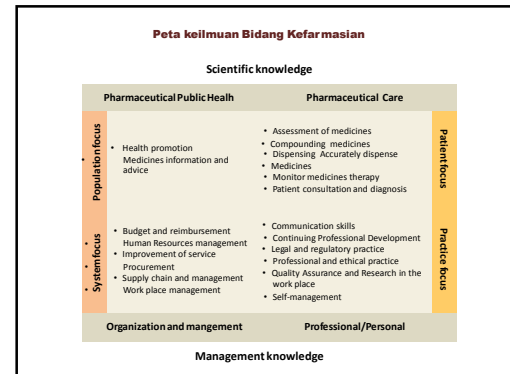 Peta keilmuan Bidang Kefarmasian
Scientific knowledge
Pharmaceutical Public Healh
Pharmaceutical Care
Population focus
• Health promotion
• Medicines information and
advice
• Assessment of medicines
• Compounding medicines
• Dispensing Accurately dispense
• Medicines
• Monitor medicines therapy
• Patient consultation and diagnosis
Patient focus
System focus
• Budget and reimbursement
• Human Resources management
• Improvement of service
• Procurement
• Supply chain and management
• Work place management
• Communication skills
• Continuing Professional Development
• Legal and regulatory practice
• Professional and ethical practice
• Quality Assurance and Research in the
work place
• Self-management
Practice focus
Organization and mangement
Professional/Personal
Management knowledge